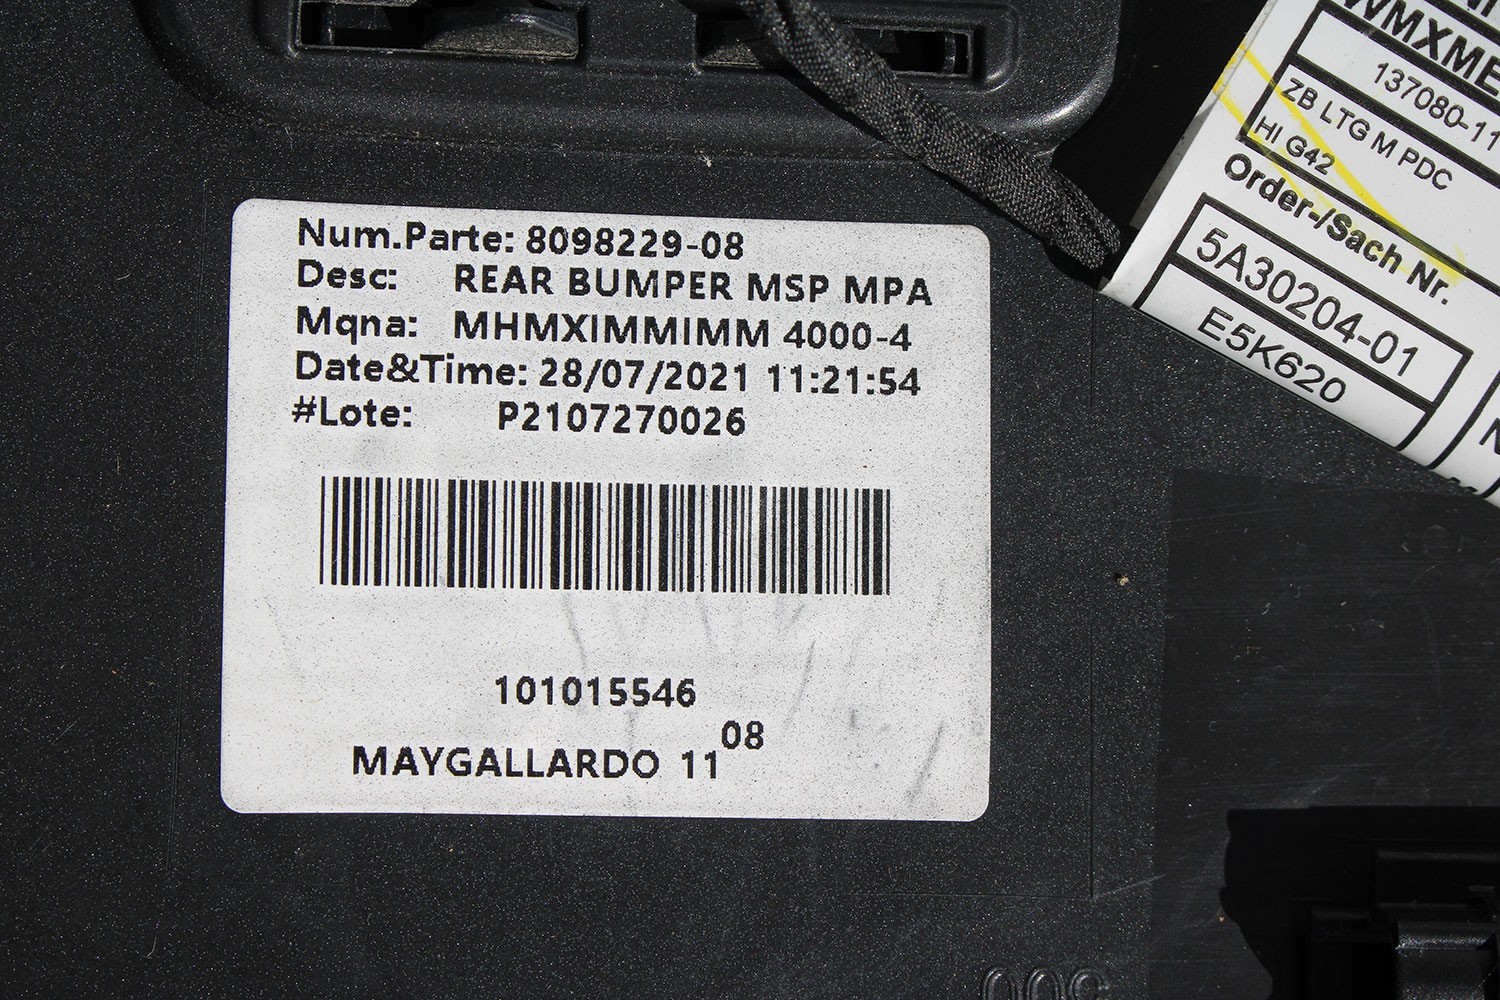 Num.Parte: 8098229-08
Desc: REAR BUMPER MSP MPA
Mqna: MHMXIMMIMM 4000-4
Date&Time: 28/07/2021 11:21:54
#Lote: P2107270026
101015546
MAYGALLARDO 11 08
137080-11
ZB LTG M PDC
HI G42
Order-/Sach Nr.
5A30204-01
E5K620